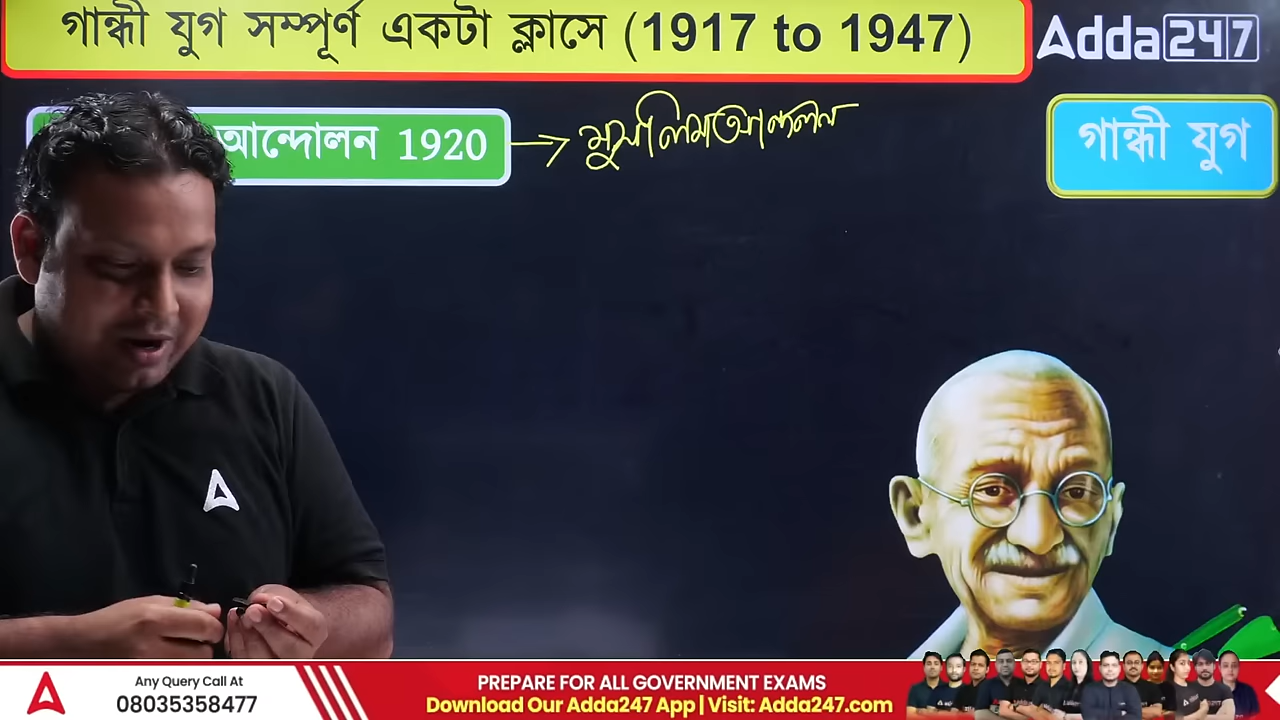 গান্ধী যুগ সম্পূর্ণ একটা ক্লাসে (1917 to 1947)
Adda247
আন্দোলন 1920
মুসলিম আন্দোলন
গান্ধী যুগ
Any Query Call At
08035358477
PREPARE FOR ALL GOVERNMENT EXAMS
Download Our Adda247 App | Visit: Adda247.com